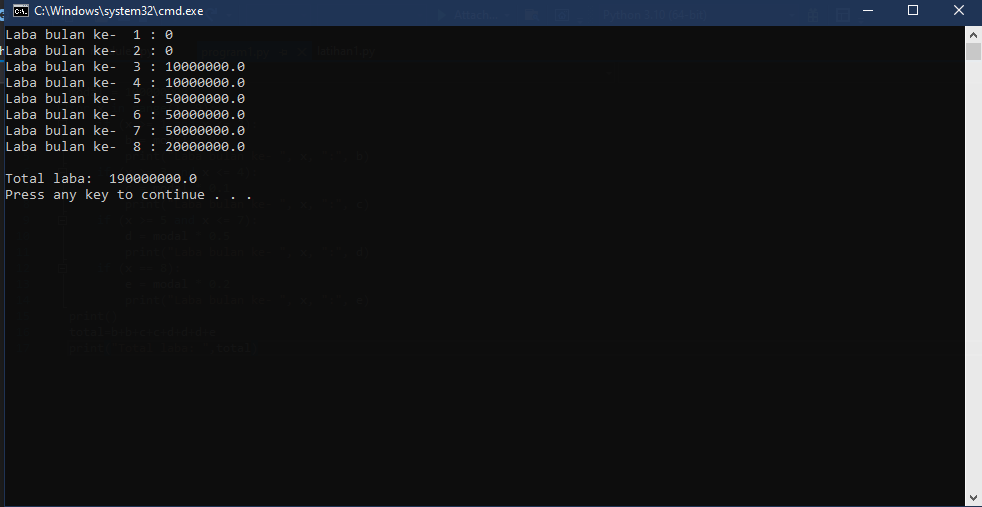 C:\Windows\system32\cmd.exe
Laba bulan ke-  1 : 0
Laba bulan ke-  2 : 0
Laba bulan ke-  3 : 10000000.0
Laba bulan ke-  4 : 10000000.0
Laba bulan ke-  5 : 50000000.0
Laba bulan ke-  6 : 50000000.0
Laba bulan ke-  7 : 50000000.0
Laba bulan ke-  8 : 20000000.0
Total laba:  190000000.0
Press any key to continue . . .